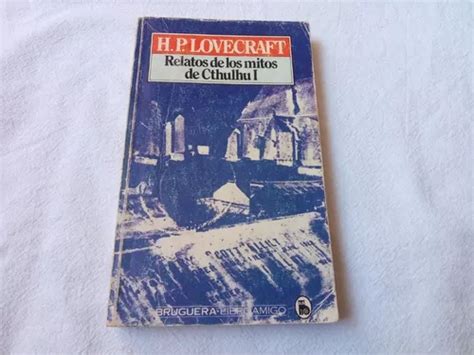 H.P. LOVECRAFT
Relatos de los mitos
de Cthulhu I
BRUGUERA-LIBRO AMIGO